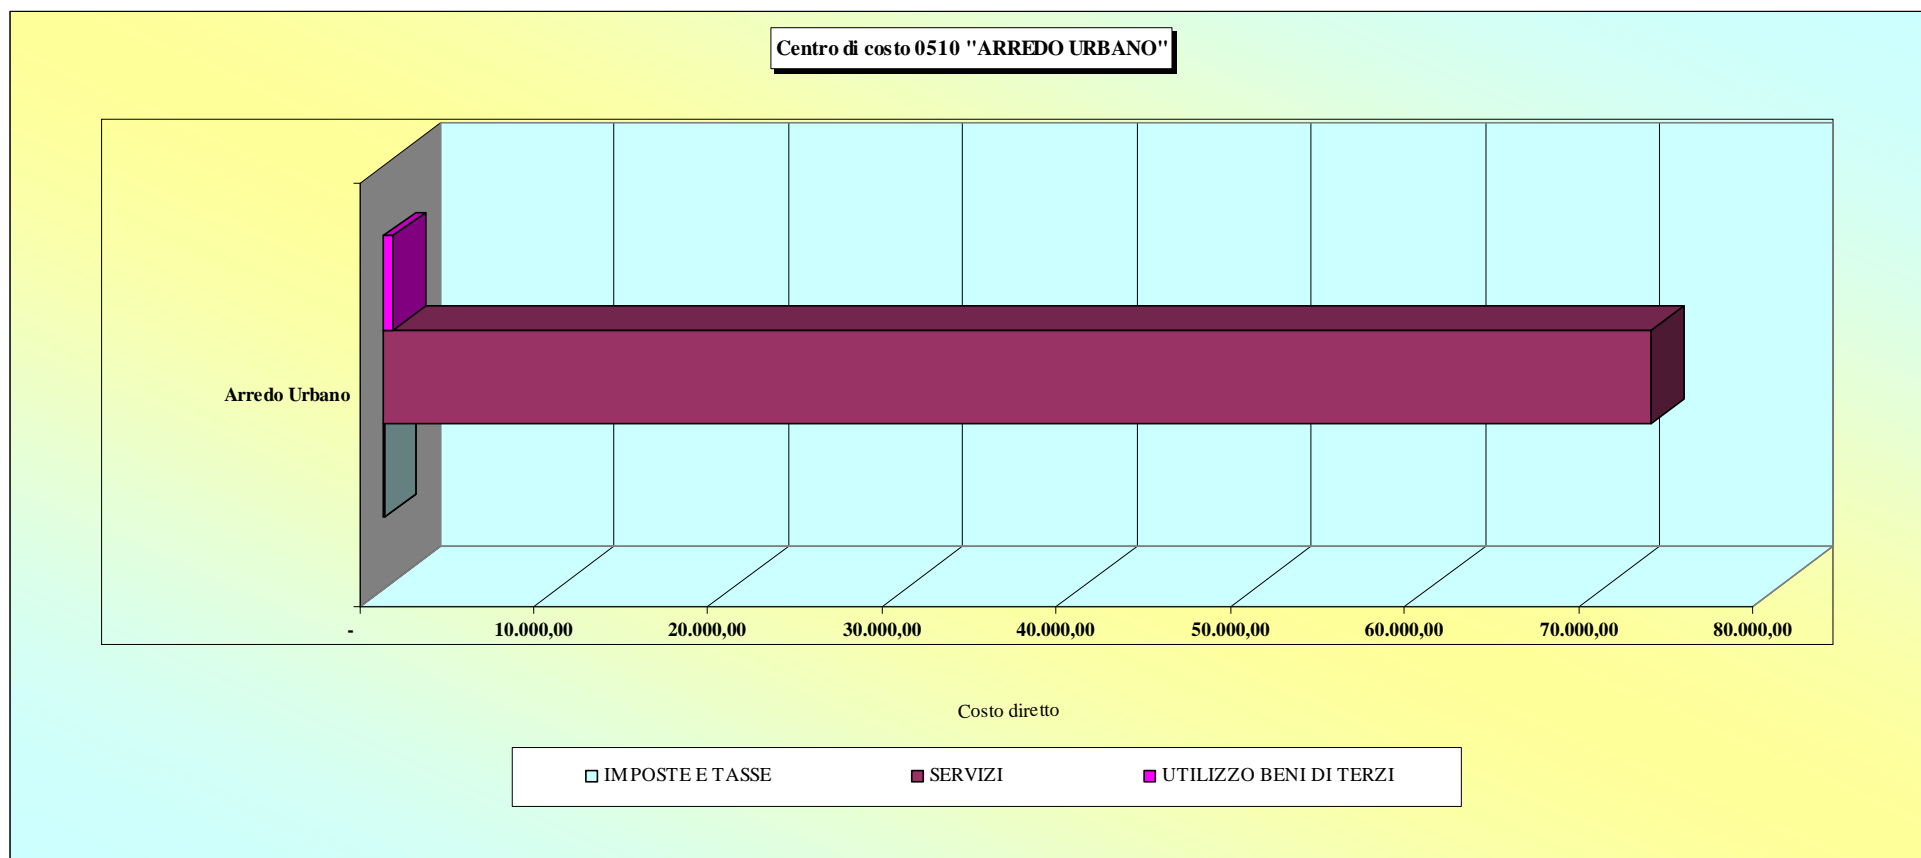 Centro di costo 0510 "ARREDO URBANO"
Arredo Urbano
- 10.000,00 20.000,00 30.000,00 40.000,00 50.000,00 60.000,00 70.000,00 80.000,00
Costo diretto
IMPOSTE E TASSE SERVIZI UTILIZZO BENI DI TERZI